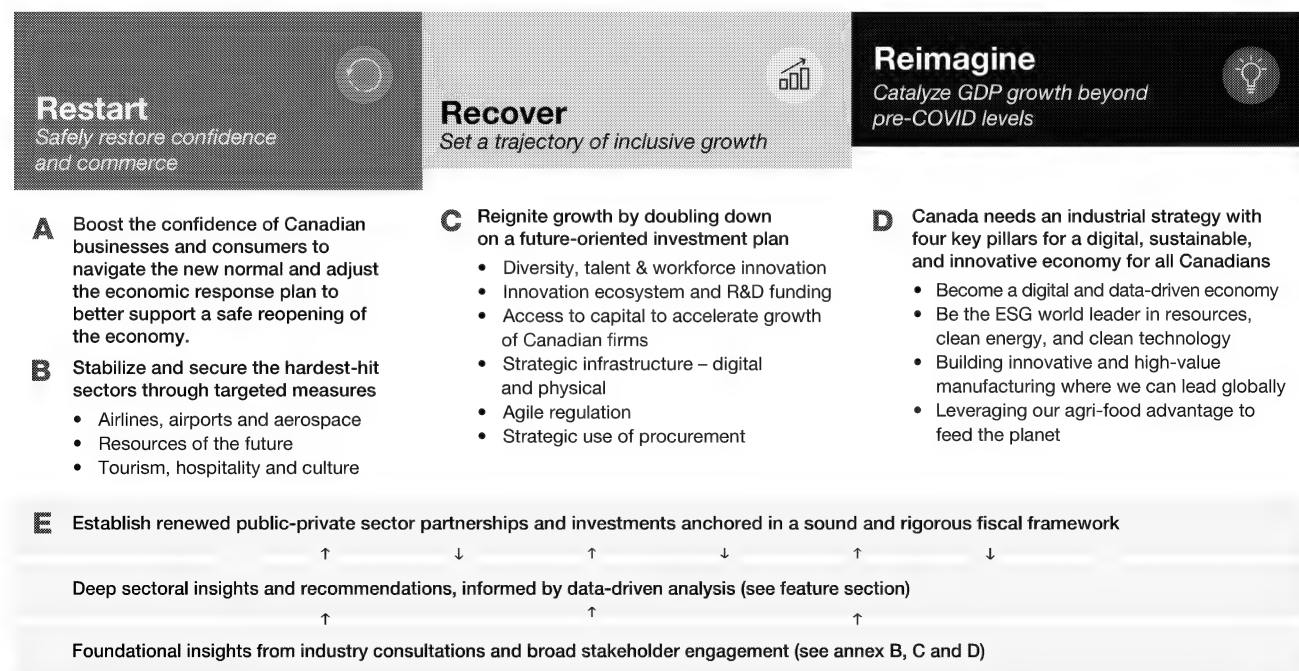 Restart
Safely restore confidence
and commerce
A Boost the confidence of Canadian
businesses and consumers to
navigate the new normal and adjust
the economic response plan to
better support a safe reopening of
the economy.
B Stabilize and secure the hardest-hit
sectors through targeted measures
• Airlines, airports and aerospace
• Resources of the future
• Tourism, hospitality and culture
Recover
Set a trajectory of inclusive growth
C Reignite growth by doubling down
on a future-oriented investment plan
• Diversity, talent & workforce innovation
• Innovation ecosystem and R&D funding
• Access to capital to accelerate growth
of Canadian firms
• Strategic infrastructure – digital
and physical
• Agile regulation
• Strategic use of procurement
Reimagine
Catalyze GDP growth beyond
pre-COVID levels
D Canada needs an industrial strategy with
four key pillars for a digital, sustainable,
and innovative economy for all Canadians
• Become a digital and data-driven economy
• Be the ESG world leader in resources,
clean energy, and clean technology
• Building innovative and high-value
manufacturing where we can lead globally
• Leveraging our agri-food advantage to
feed the planet
E Establish renewed public-private sector partnerships and investments anchored in a sound and rigorous fiscal framework
↑ ↓ ↑ ↓ ↑ ↓
Deep sectoral insights and recommendations, informed by data-driven analysis (see feature section)
↑ ↑ ↑
Foundational insights from industry consultations and broad stakeholder engagement (see annex B, C and D)